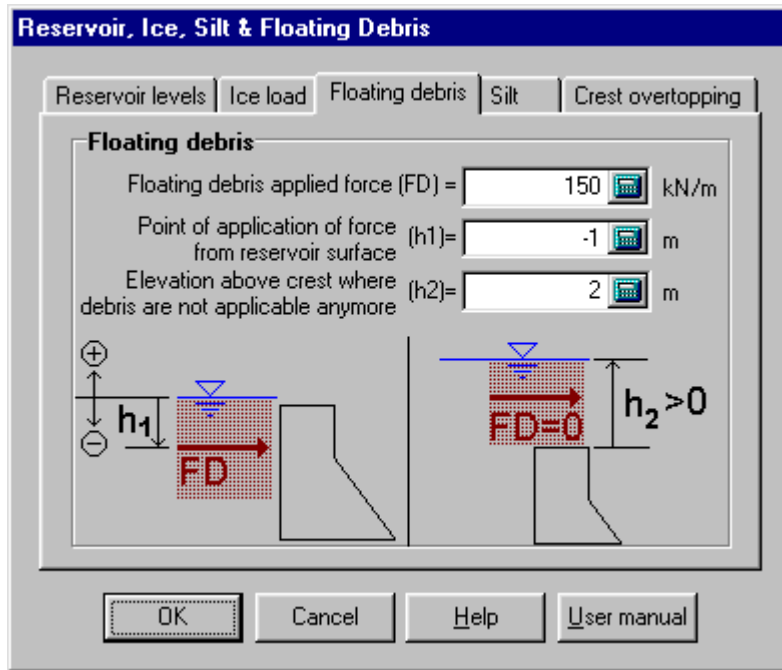 Reservoir, Ice, Silt & Floating Debris
Reservoir levels Ice load Floating debris Silt Crest overtopping
Floating debris
Floating debris applied force (FD) = 150 kN/m
Point of application of force from reservoir surface (h1)= -1 m
Elevation above crest where debris are not applicable anymore (h2)= 2 m
+
h1
-
FD
FD=0
h2>0
OK Cancel Help User manual